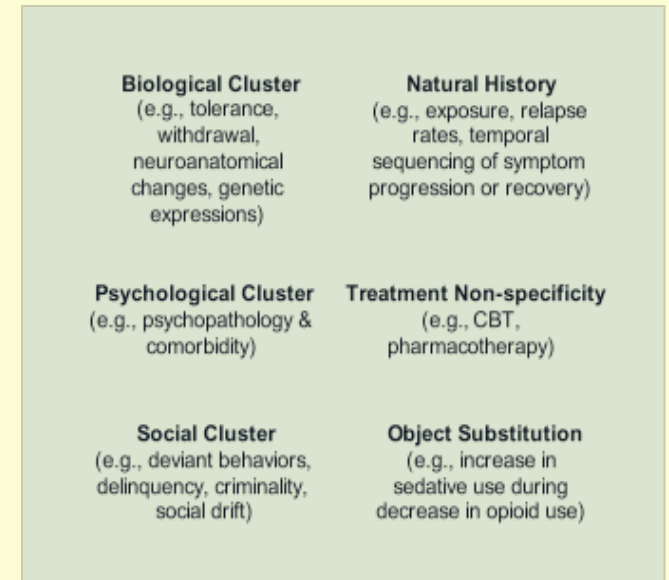 Biological Cluster
(e.g., tolerance,
withdrawal,
neuroanatomical
changes, genetic
expressions)
Natural History
(e.g., exposure, relapse
rates, temporal
sequencing of symptom
progression or recovery)
Psychological Cluster
(e.g., psychopathology &
comorbidity)
Treatment Non-specificity
(e.g., CBT,
pharmacotherapy)
Social Cluster
(e.g., deviant behaviors,
delinquency, criminality,
social drift)
Object Substitution
(e.g., increase in
sedative use during
decrease in opioid use)